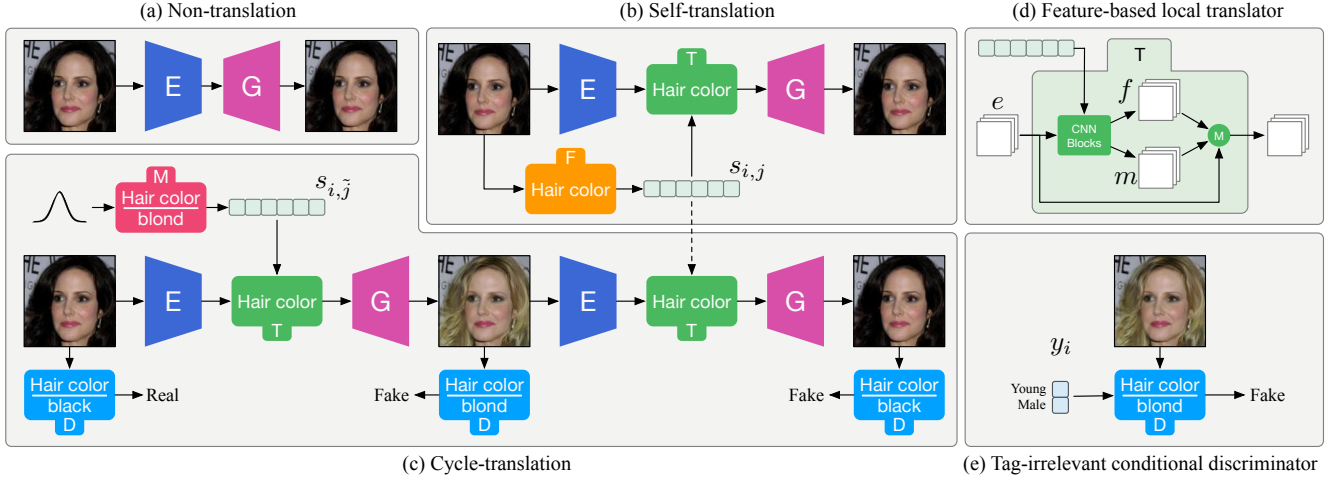 (a) Non-translation
E
G
(b) Self-translation
E
T
Hair color
G
F
Hair color
s_{i,j}
(d) Feature-based local translator
T
e
CNN
Blocks
f
m
M
M
Hair color
blond
s_{i,\tilde{j}}
E
Hair color
T
G
E
Hair color
T
G
Hair color
black
D
Real
Fake
Hair color
blond
D
Fake
Hair color
black
D
(c) Cycle-translation
y_i
Young
Male
Hair color
blond
D
Fake
(e) Tag-irrelevant conditional discriminator